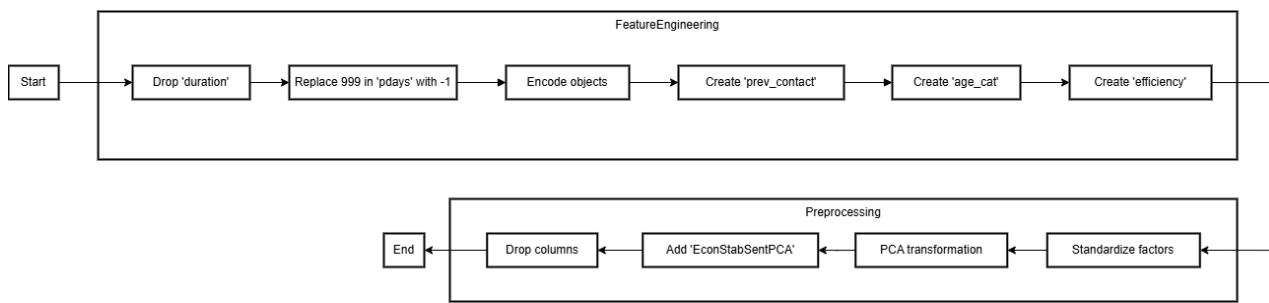 FeatureEngineering
Start
Drop 'duration'
Replace 999 in 'pdays' with -1
Encode objects
Create 'prev_contact'
Create 'age_cat'
Create 'efficiency'
Preprocessing
End
Drop columns
Add 'EconStabSentPCA'
PCA transformation
Standardize factors